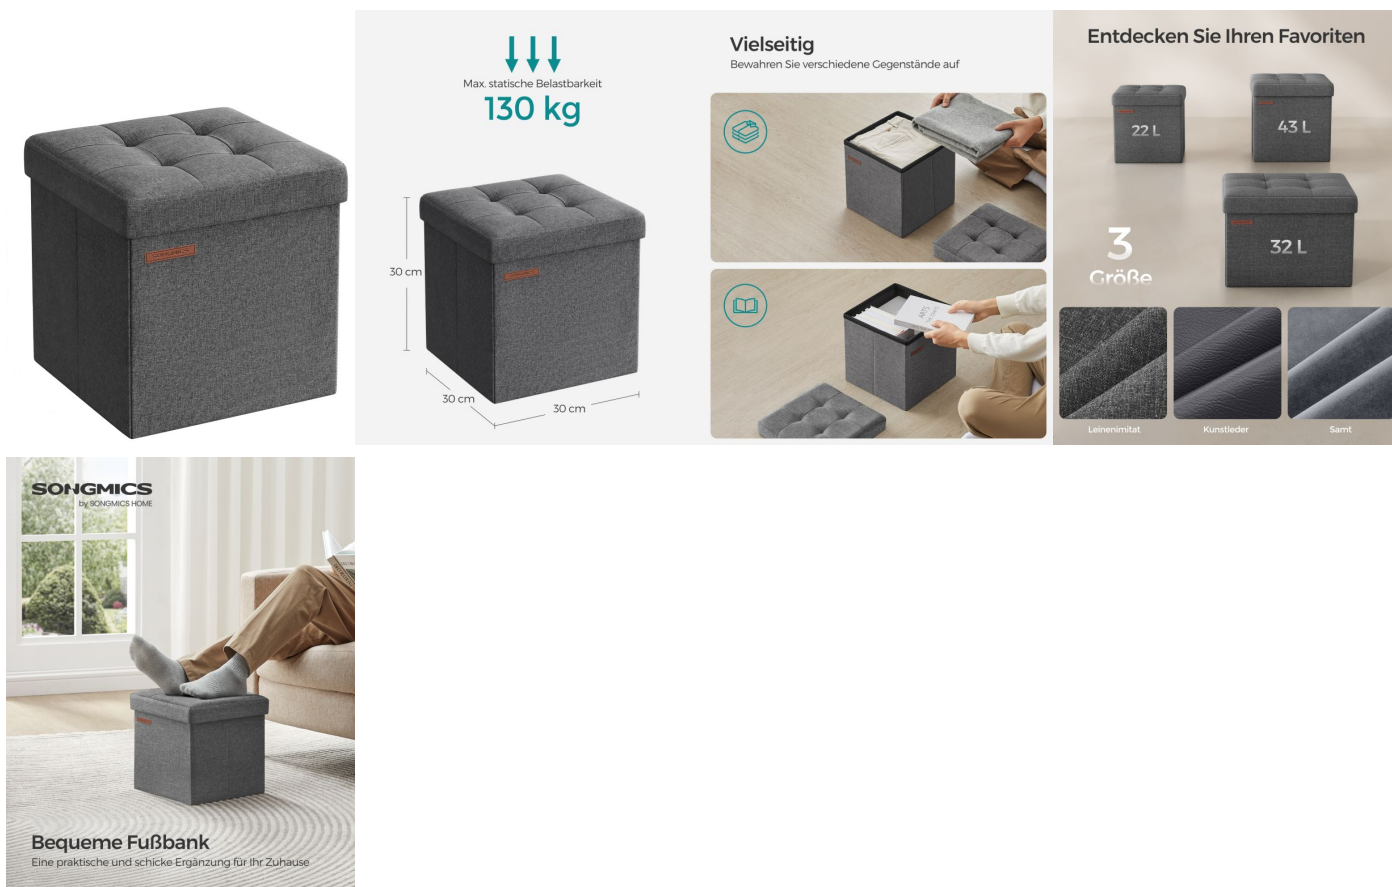 SONGMICS
Max. statische Belastbarkeit
130 kg
30 cm
30 cm
30 cm
Vielseitig
Bewahren Sie verschiedene Gegenstände auf
ARTS
Entdecken Sie Ihren Favoriten
22 L
43 L
32 L
3
Größe
Leinenimitat
Kunstleder
Samt
SONGMICS
by SONGMICS HOME
Bequeme Fußbank
Eine praktische und schicke Ergänzung für Ihr Zuhause